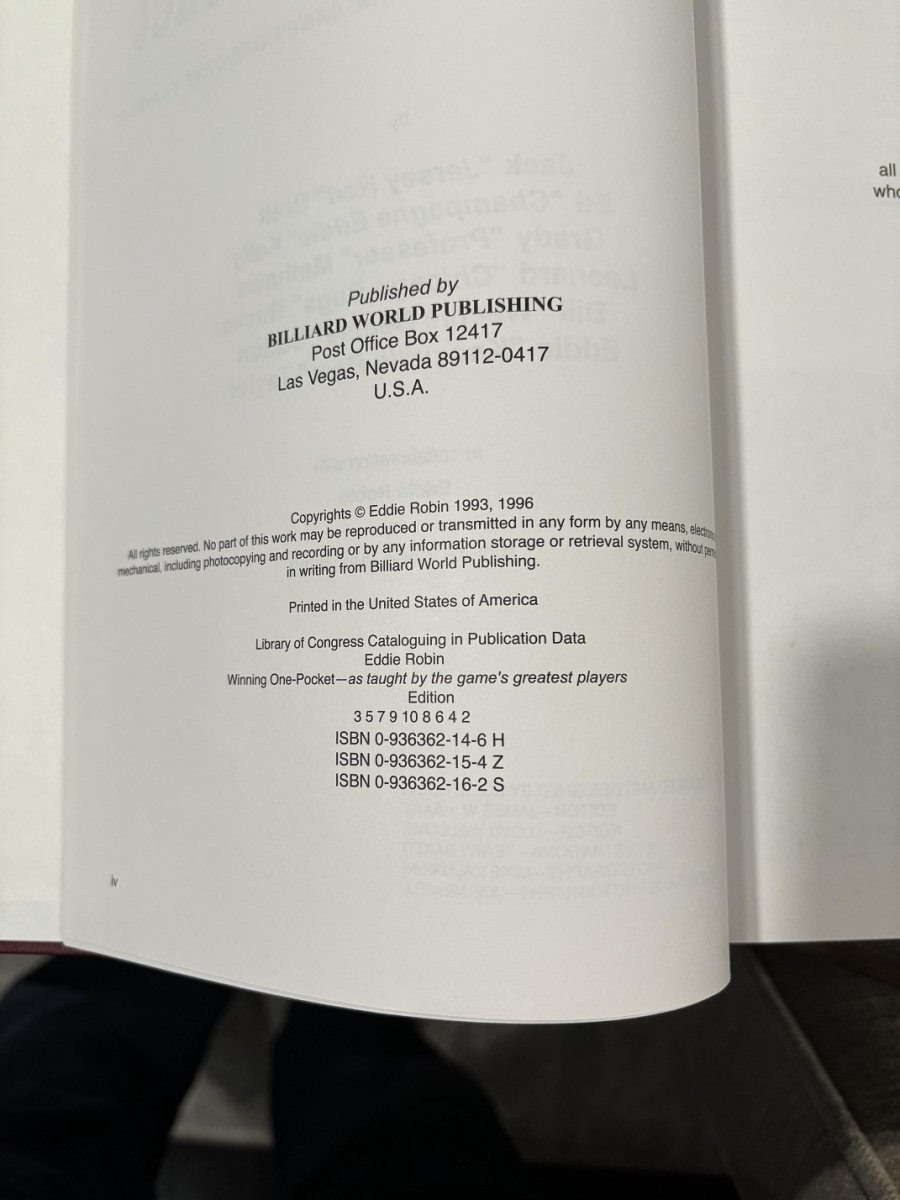 Published by
BILLIARD WORLD PUBLISHING
Post Office Box 12417
Las Vegas, Nevada 89112-0417
U.S.A.
Copyrights © Eddie Robin 1993, 1996
All rights reserved. No part of this work may be reproduced or transmitted in any form by any means,
mechanical, including photocopying and recording or by any information storage or retrieval system, without
in writing from Billiard World Publishing.
Printed in the United States of America
Library of Congress Cataloguing in Publication Data
Eddie Robin
Winning One-Pocket—as taught by the game's greatest players
Edition
3 5 7 9 10 8 6 4 2
ISBN 0-936362-14-6 H
ISBN 0-936362-15-4 Z
ISBN 0-936362-16-2 S
iv
all